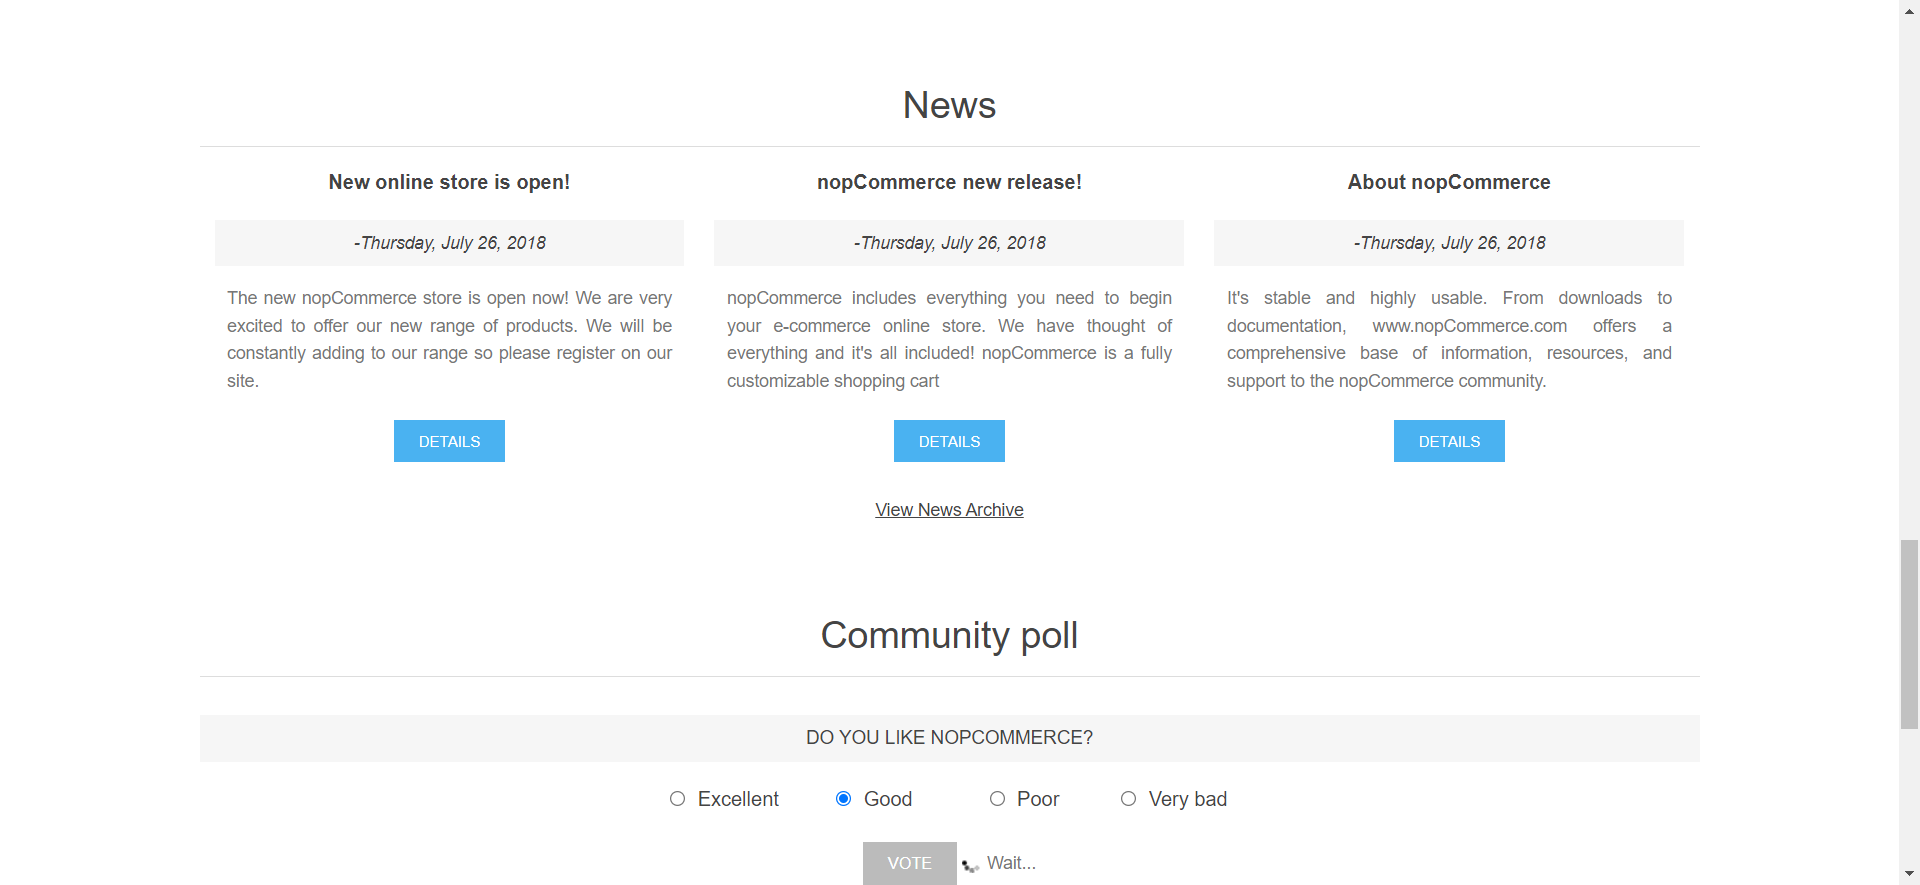 News
New online store is open!
-Thursday, July 26, 2018
The new nopCommerce store is open now! We are very
excited to offer our new range of products. We will be
constantly adding to our range so please register on our
site.
DETAILS
nopCommerce new release!
-Thursday, July 26, 2018
nopCommerce includes everything you need to begin
your e-commerce online store. We have thought of
everything and it's all included! nopCommerce is a fully
customizable shopping cart
DETAILS
About nopCommerce
-Thursday, July 26, 2018
It's stable and highly usable. From downloads to
documentation, www.nopCommerce.com offers a
comprehensive base of information, resources, and
support to the nopCommerce community.
DETAILS
View News Archive
Community poll
DO YOU LIKE NOPCOMMERCE?
Excellent Good Poor Very bad
VOTE Wait...